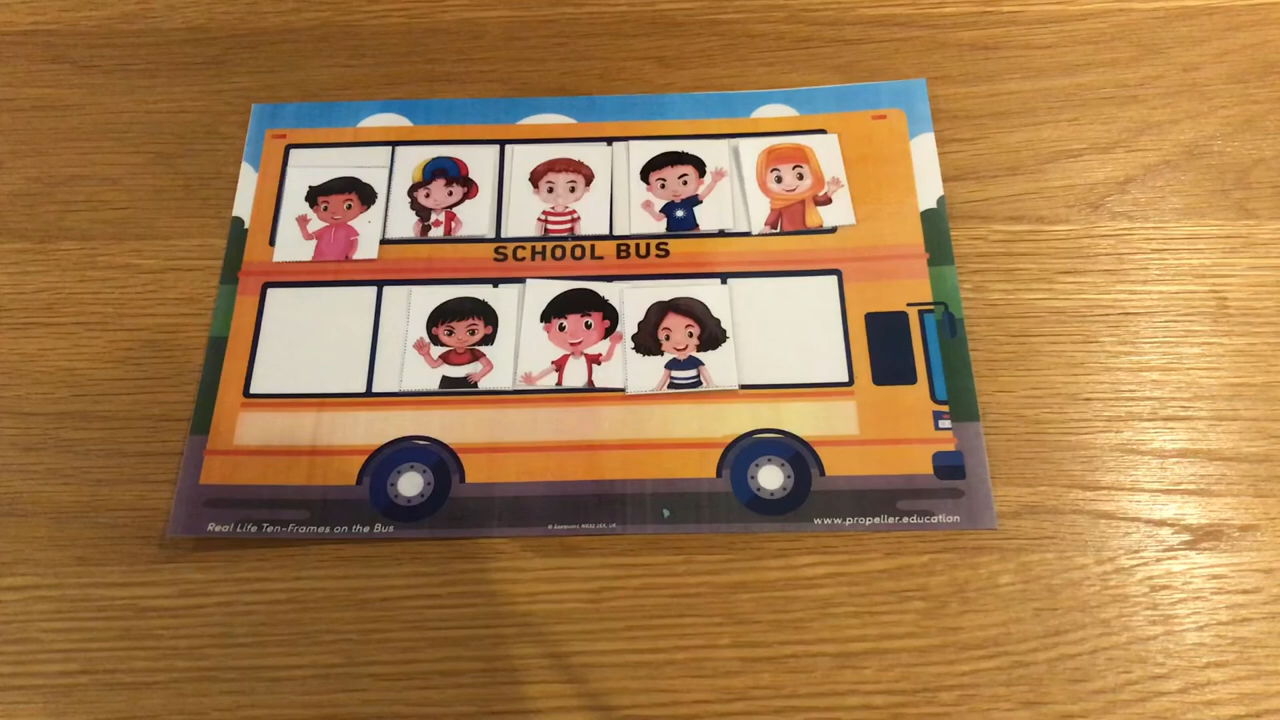 SCHOOL BUS
Real Life Ten-Frames on the Bus
www.propeller.education